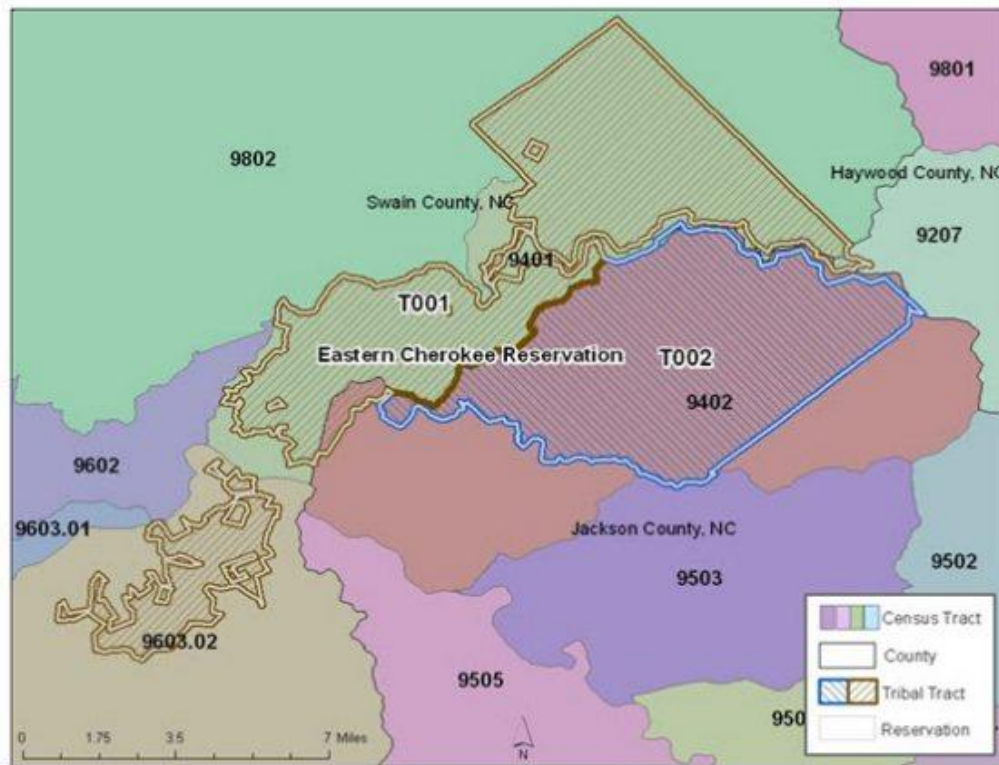 9801
9802
Haywood County, NC
Swain County, NC
9207
9401
T001
Eastern Cherokee Reservation
T002
9402
9602
9603.01
Jackson County, NC
9502
9503
9603.02
9505
950
Census Tract
County
Tribal Tract
Reservation
0 1.75 3.5 7 Miles
N